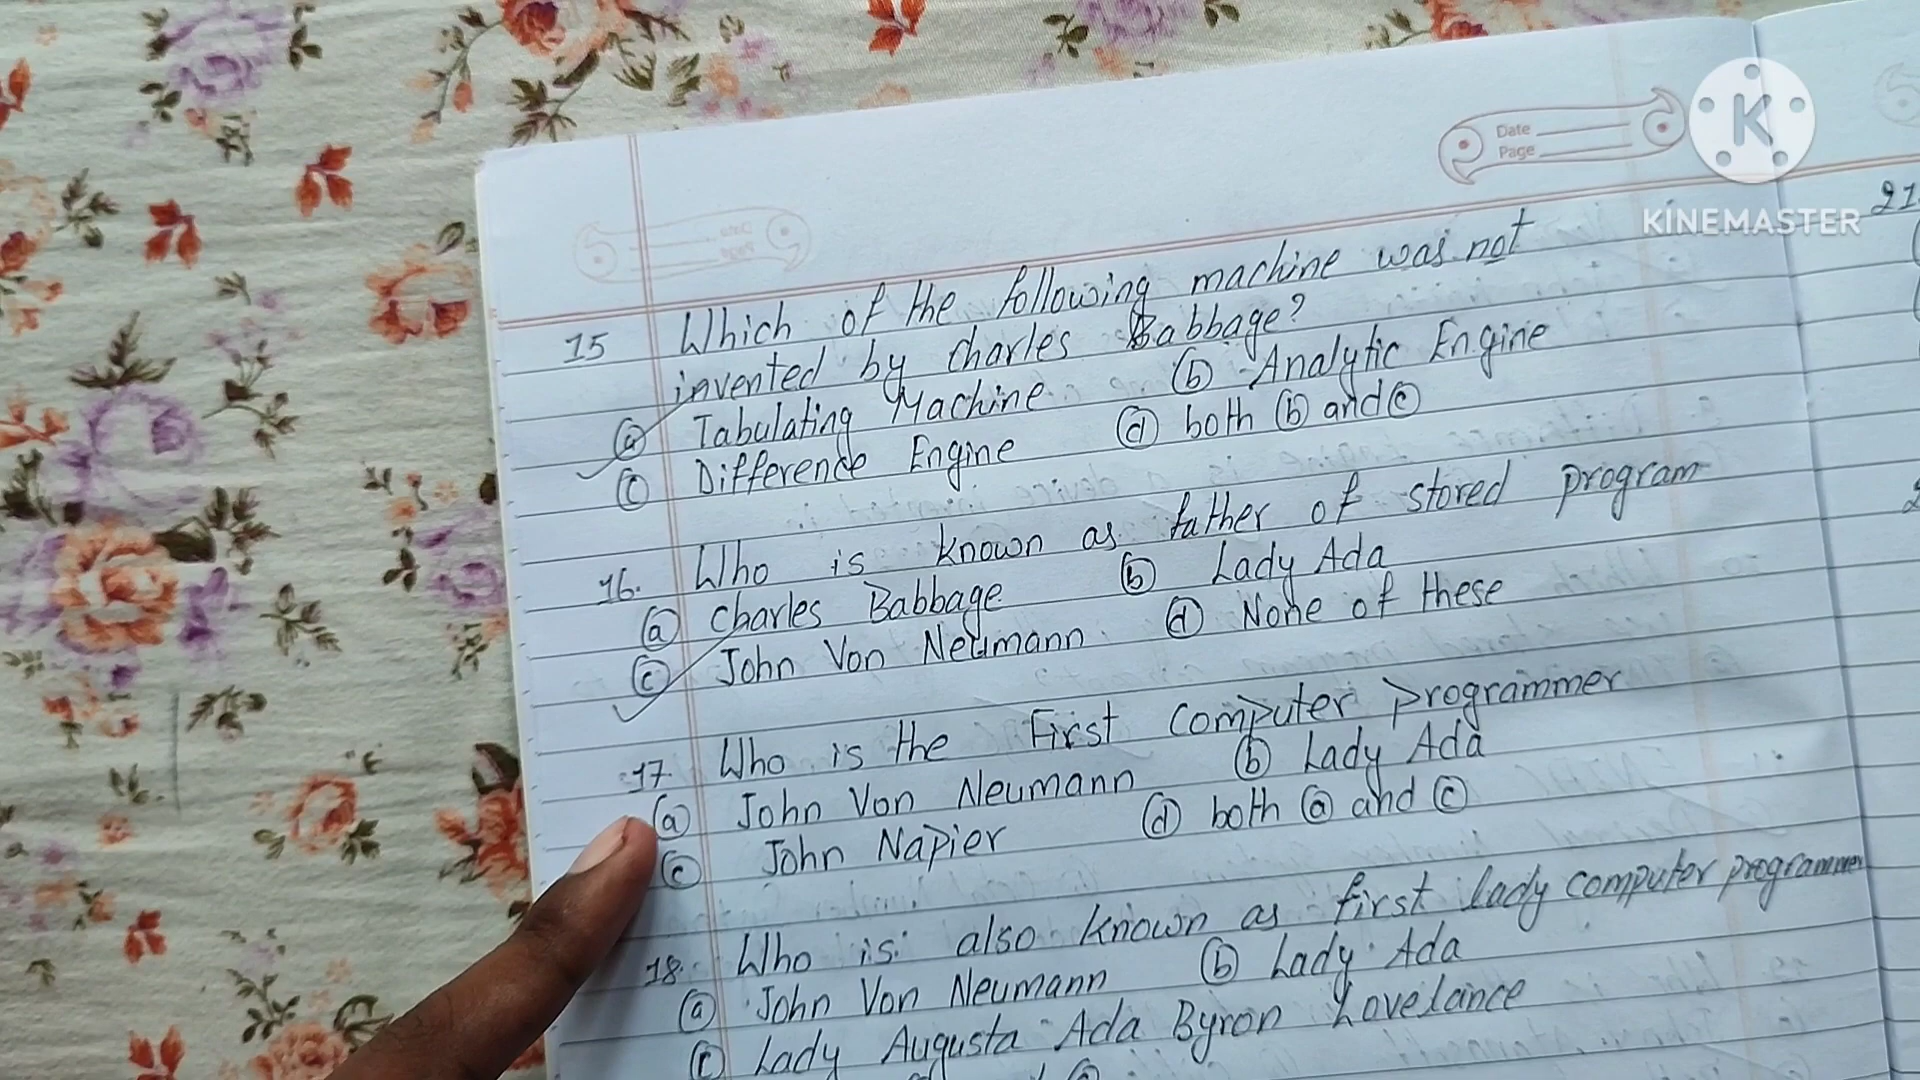 Date
Page
KINEMASTER
21.
15 Which of the following machine was not
invented by Charles Babbage?
(a) Tabulating Machine (b) Analytic Engine
(c) Difference Engine (d) both (b) and (c)
16. Who is known as father of stored program
(a) Charles Babbage (b) Lady Ada
(c) John Von Neumann (d) None of these
17. Who is the First Computer Programmer
(a) John Von Neumann (b) Lady Ada
(c) John Napier (d) both (a) and (c)
18. Who is also known as first lady computer programmer
(a) John Von Neumann (b) Lady Ada
(c) Lady Augusta Ada Byron Lovelance